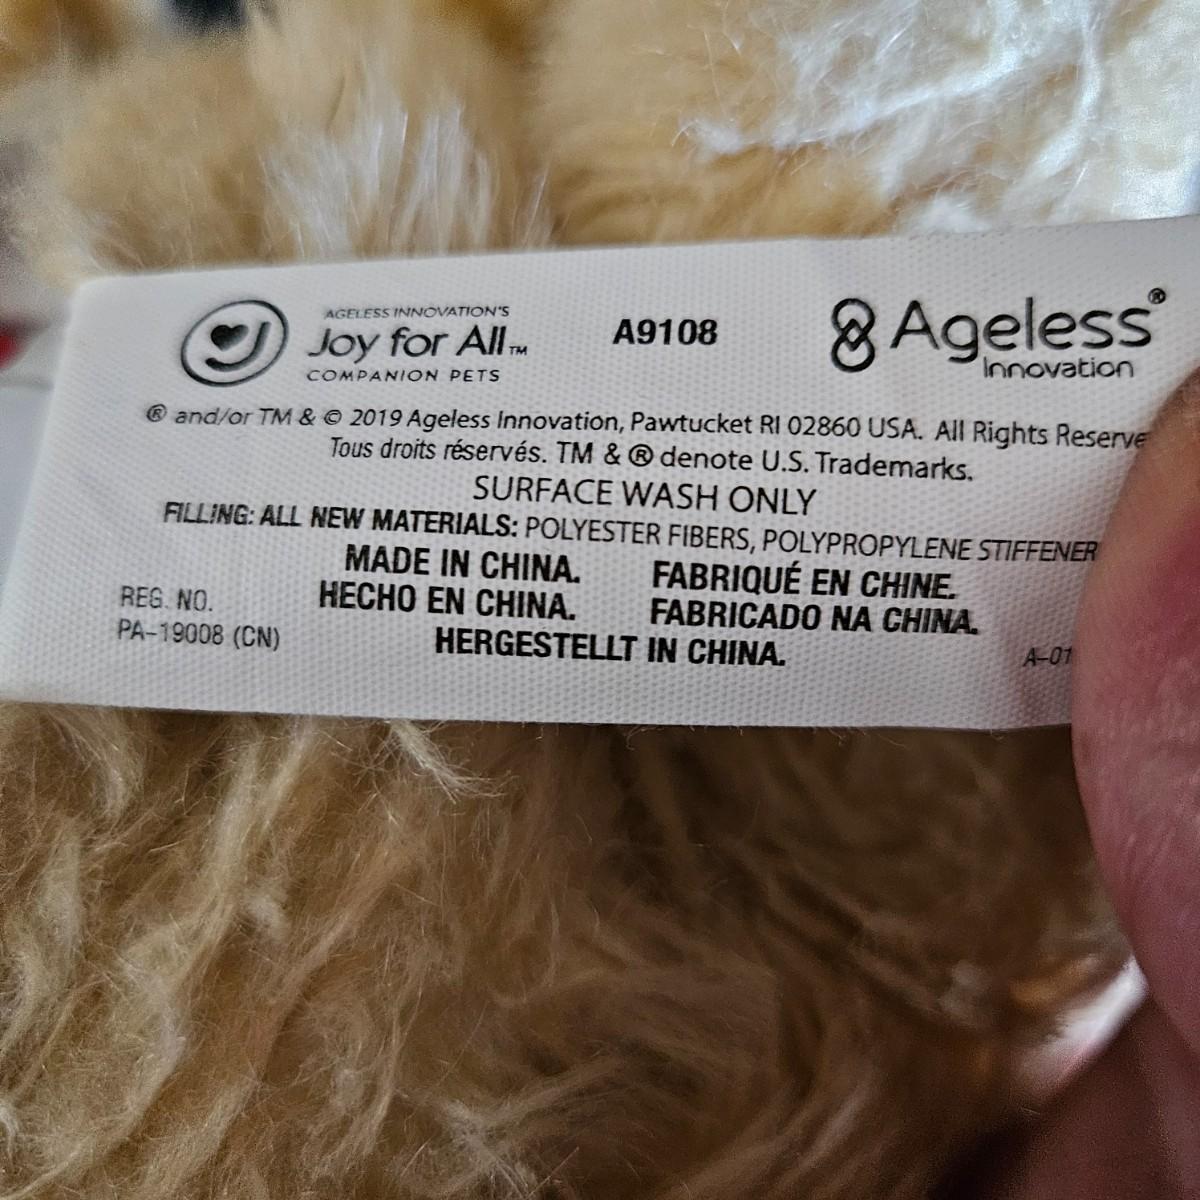 AGELESS INNOVATION'S
Joy for All™
COMPANION PETS
A9108
Ageless®
Innovation
® and/or TM & © 2019 Ageless Innovation, Pawtucket RI 02860 USA. All Rights Reserve
Tous droits réservés. TM & ® denote U.S. Trademarks.
SURFACE WASH ONLY
FILLING: ALL NEW MATERIALS: POLYESTER FIBERS, POLYPROPYLENE STIFFENER
MADE IN CHINA. FABRIQUÉ EN CHINE.
HECHO EN CHINA. FABRICADO NA CHINA.
HERGESTELLT IN CHINA.
REG. NO.
PA-19008 (CN)
A-01